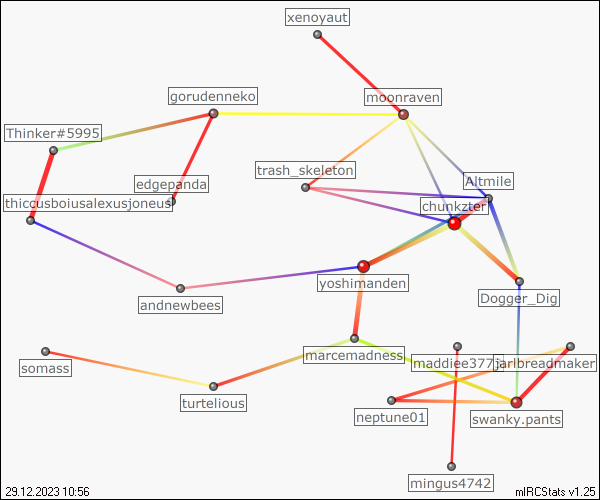 xenoyaut
gorudenneko
moonraven
Thinker#5995
trash_skeleton
edgepanda
Altmile
thiccusboiusalexusjoneus
chunkzter
yoshimanden
andnewbees
Dogger_Dig
marcemadness
maddiee377
jarlbreadmaker
somass
turtelious
neptune01
swanky.pants
mingus4742
29.12.2023 10:56
mIRCStats v1.25